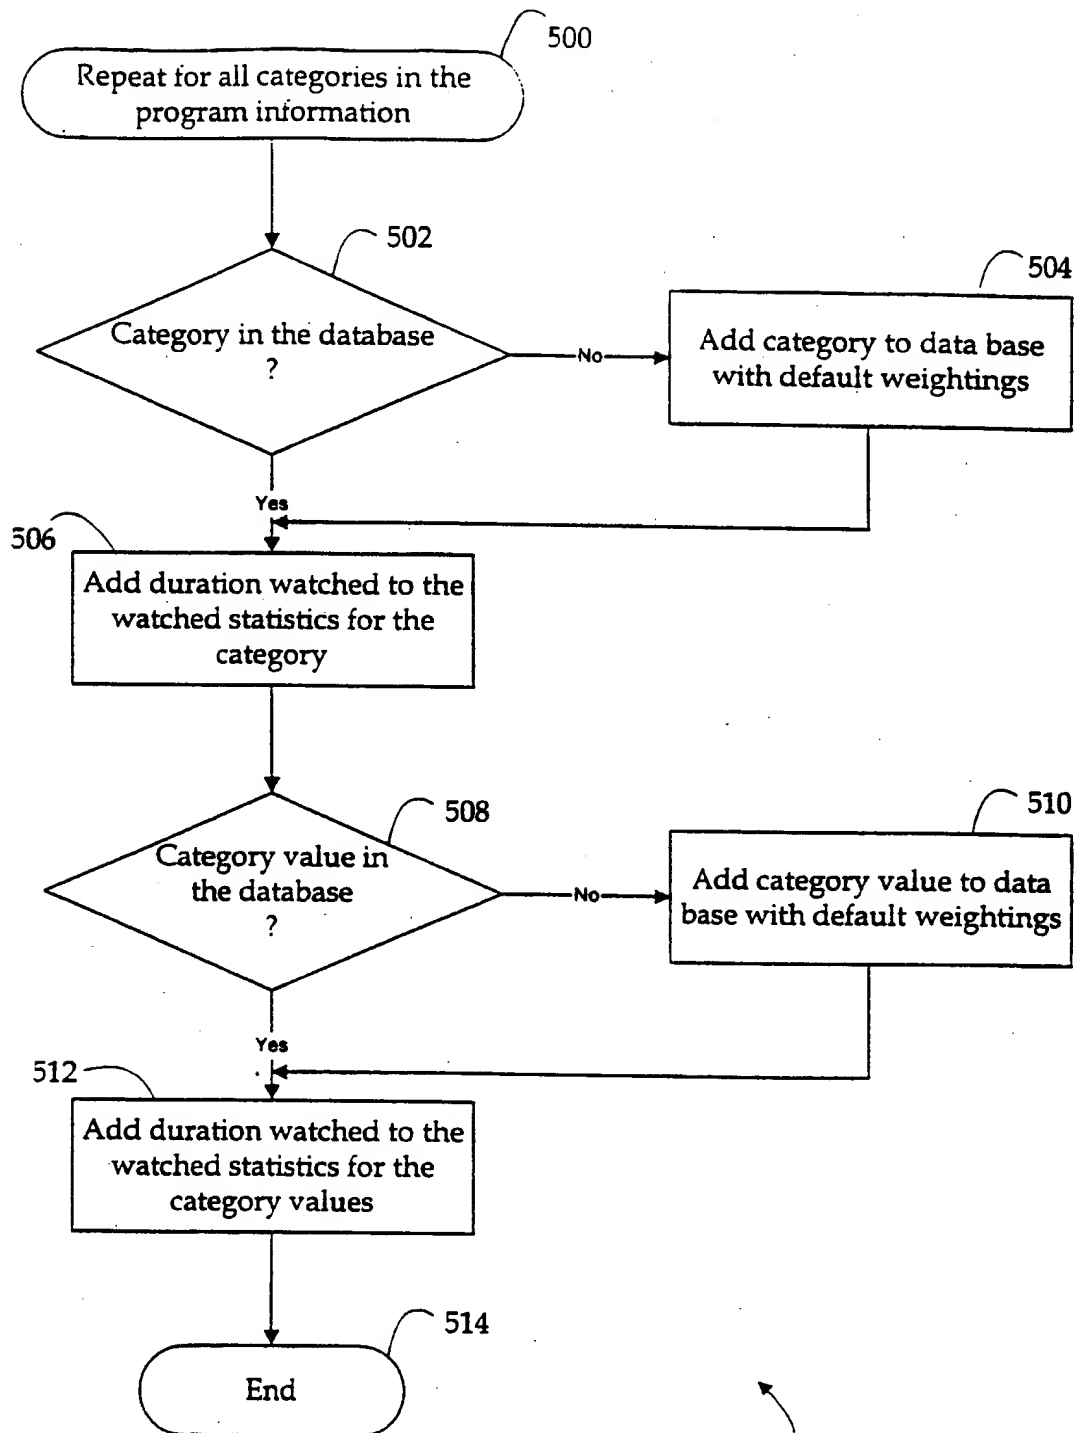 500
Repeat for all categories in the
program information
502
Category in the database
?
No
504
Add category to data base
with default weightings
Yes
506
Add duration watched to the
watched statistics for the
category
508
Category value in
the database
?
No
510
Add category value to data
base with default weightings
Yes
512
Add duration watched to the
watched statistics for the
category values
514
End